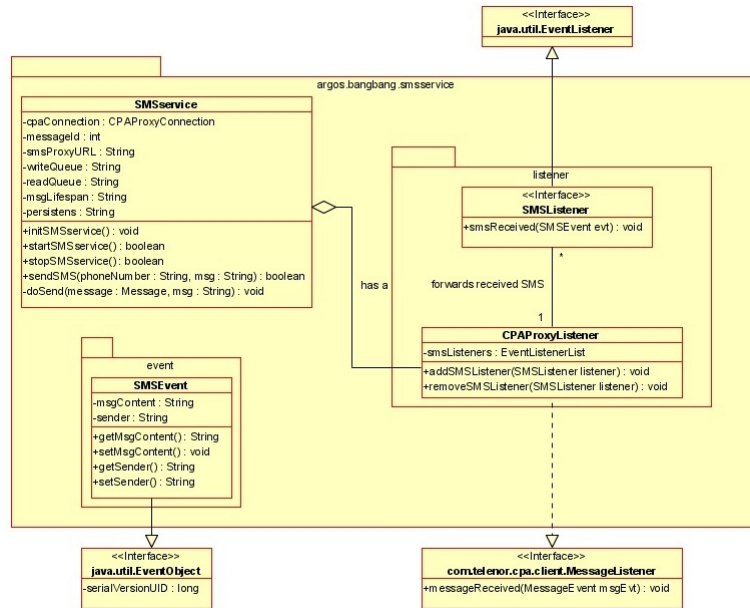 <<Interface>>
java.util.EventListener
argos.bangbang.smsservice
SMSservice
-cpaConnection : CPAProxyConnection
-messageId : int
-smsProxyURL : String
-writeQueue : String
-readQueue : String
-msgLifespan : String
-persistens : String
+initSMSservice() : void
+startSMSservice() : boolean
+stopSMSservice() : boolean
+sendSMS(phoneNumber : String, msg : String) : boolean
-doSend(message : Message, msg : String) : void
listener
<<Interface>>
SMSListener
+smsReceived(SMSEvent evt) : void
*
has a
forwards received SMS
1
CPAProxyListener
-smsListeners : EventListenerList
+addSMSListener(SMSListener listener) : void
+removeSMSListener(SMSListener listener) : void
event
SMSEvent
-msgContent : String
-sender : String
+getMsgContent() : String
+setMsgContent() : void
+getSender() : String
+setSender() : String
<<Interface>>
java.util.EventObject
-serialVersionUID : long
<<Interface>>
com.telenor.cpa.client.MessageListener
+messageReceived(MessageEvent msgEvt) : void